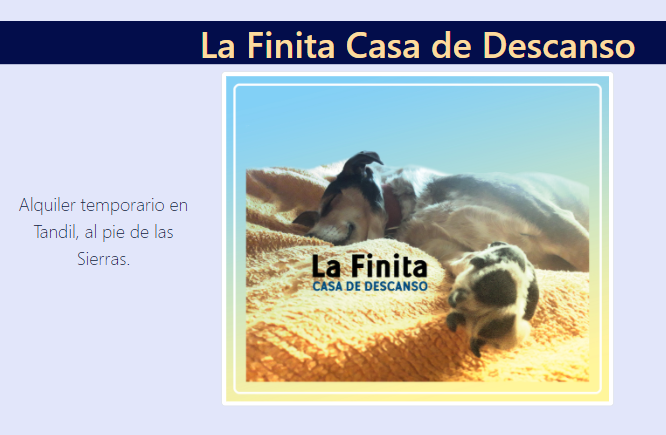 La Finita Casa de Descanso
Alquiler temporario en
Tandil, al pie de las
Sierras.
La Finita
CASA DE DESCANSO